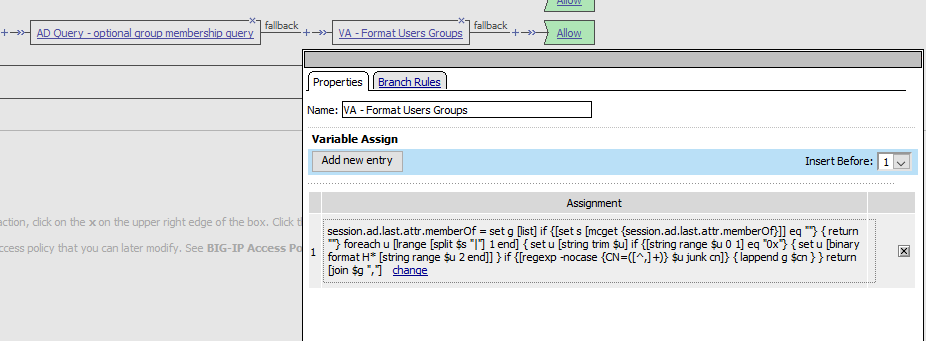 Allow
AD Query - optional group membership query
fallback
VA - Format Users Groups
fallback
Allow
Properties
Branch Rules
Name: VA - Format Users Groups
Variable Assign
Add new entry
Insert Before: 1
Assignment
1
session.ad.last.attr.memberOf = set g [list] if {[set s [mcget {session.ad.last.attr.memberOf}]] eq ""} { return
""} foreach u [lrange [split $s "|"] 1 end] { set u [string trim $u] if {[string range $u 0 1] eq "0x"} { set u [binary
format H* [string range $u 2 end]] } if {[regexp -nocase {CN=([^,]+)} $u junk cn]} { lappend g $cn } } return
[join $g ","] change
action, click on the x on the upper right edge of the box. Click th
ccess policy that you can later modify. See BIG-IP Access Po